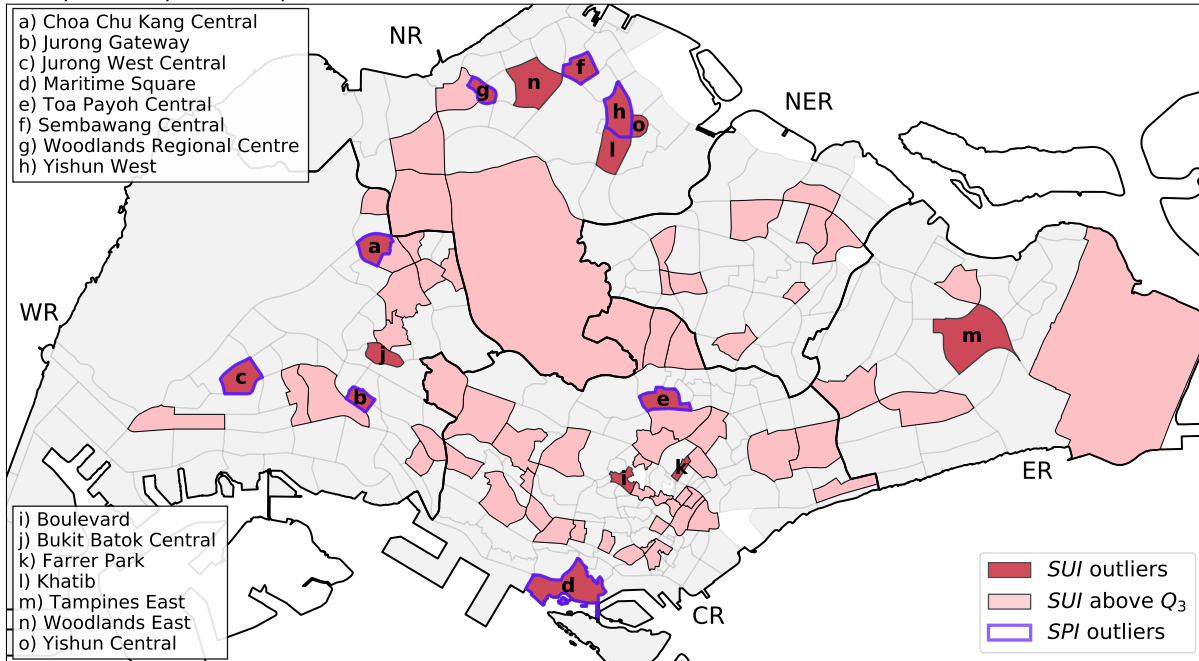 a) Choa Chu Kang Central
b) Jurong Gateway
c) Jurong West Central
d) Maritime Square
e) Toa Payoh Central
f) Sembawang Central
g) Woodlands Regional Centre
h) Yishun West
NR
NER
WR
ER
CR
f
n
g
h
o
l
a
m
j
c
b
e
k
i
d
i) Boulevard
j) Bukit Batok Central
k) Farrer Park
l) Khatib
m) Tampines East
n) Woodlands East
o) Yishun Central
SUI outliers
SUI above Q₃
SPI outliers